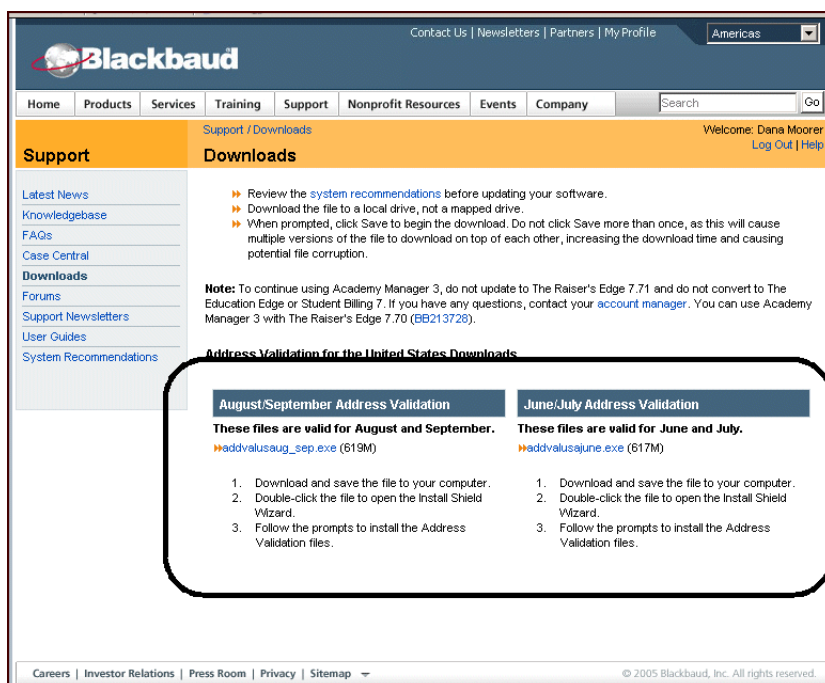 Contact Us | Newsletters | Partners | My Profile
Americas
Blackbaud
Home
Products
Services
Training
Support
Nonprofit Resources
Events
Company
Search
Go
Support / Downloads
Welcome: Dana Moorer
Support
Downloads
Log Out | Help
Latest News
Knowledgebase
FAQs
Case Central
Downloads
Forums
Support Newsletters
User Guides
System Recommendations
Review the system recommendations before updating your software.
Download the file to a local drive, not a mapped drive.
When prompted, click Save to begin the download. Do not click Save more than once, as this will cause
multiple versions of the file to download on top of each other, increasing the download time and causing
potential file corruption.
Note: To continue using Academy Manager 3, do not update to The Raiser's Edge 7.71 and do not convert to The
Education Edge or Student Billing 7. If you have any questions, contact your account manager. You can use Academy
Manager 3 with The Raiser's Edge 7.70 (BB213728).
Address Validation for the United States Downloads
August/September Address Validation
These files are valid for August and September.
addvalusaug_sep.exe (619M)
1. Download and save the file to your computer.
2. Double-click the file to open the Install Shield
Wizard.
3. Follow the prompts to install the Address
Validation files.
June/July Address Validation
These files are valid for June and July.
addvalusajune.exe (617M)
1. Download and save the file to your computer.
2. Double-click the file to open the Install Shield
Wizard.
3. Follow the prompts to install the Address
Validation files.
Careers | Investor Relations | Press Room | Privacy | Sitemap
© 2005 Blackbaud, Inc. All rights reserved.